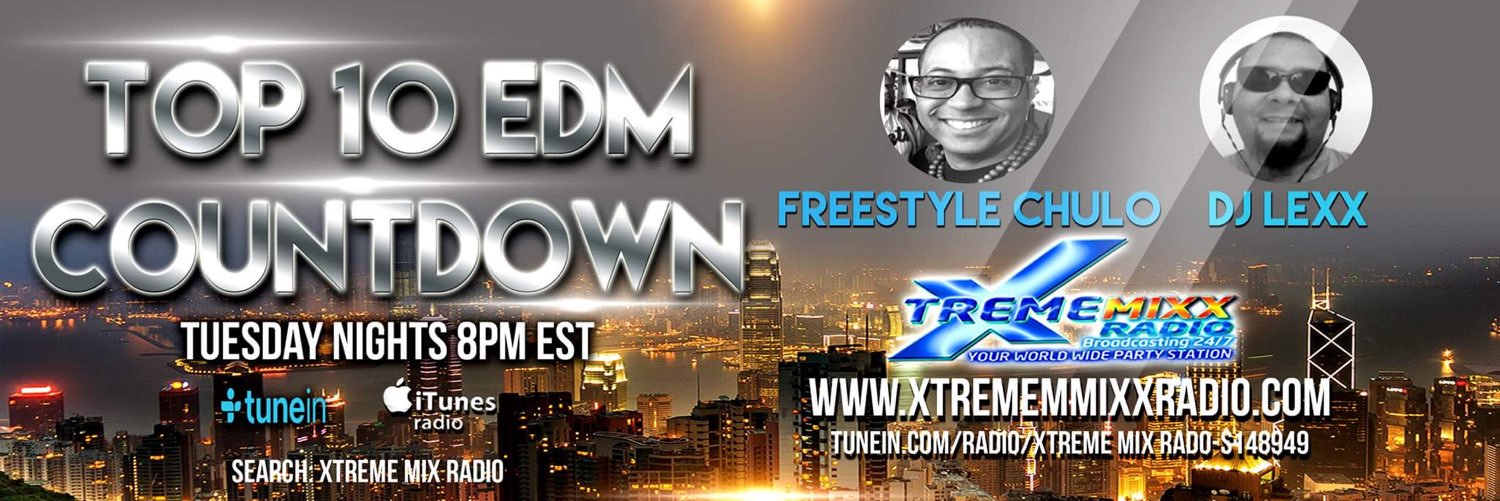 TOP 10 EDM
COUNTDOWN
TUESDAY NIGHTS 8PM EST
tunein
iTunes
radio
SEARCH: XTREME MIX RADIO
FREESTYLE CHULO
DJ LEXX
XTREMEMIXX
RADIO
Broadcasting 24/7
YOUR WORLD WIDE PARTY STATION
WWW.XTREMEMMIXXRADIO.COM
TUNEIN.COM/RADIO/XTREME MIX RADO-S148949